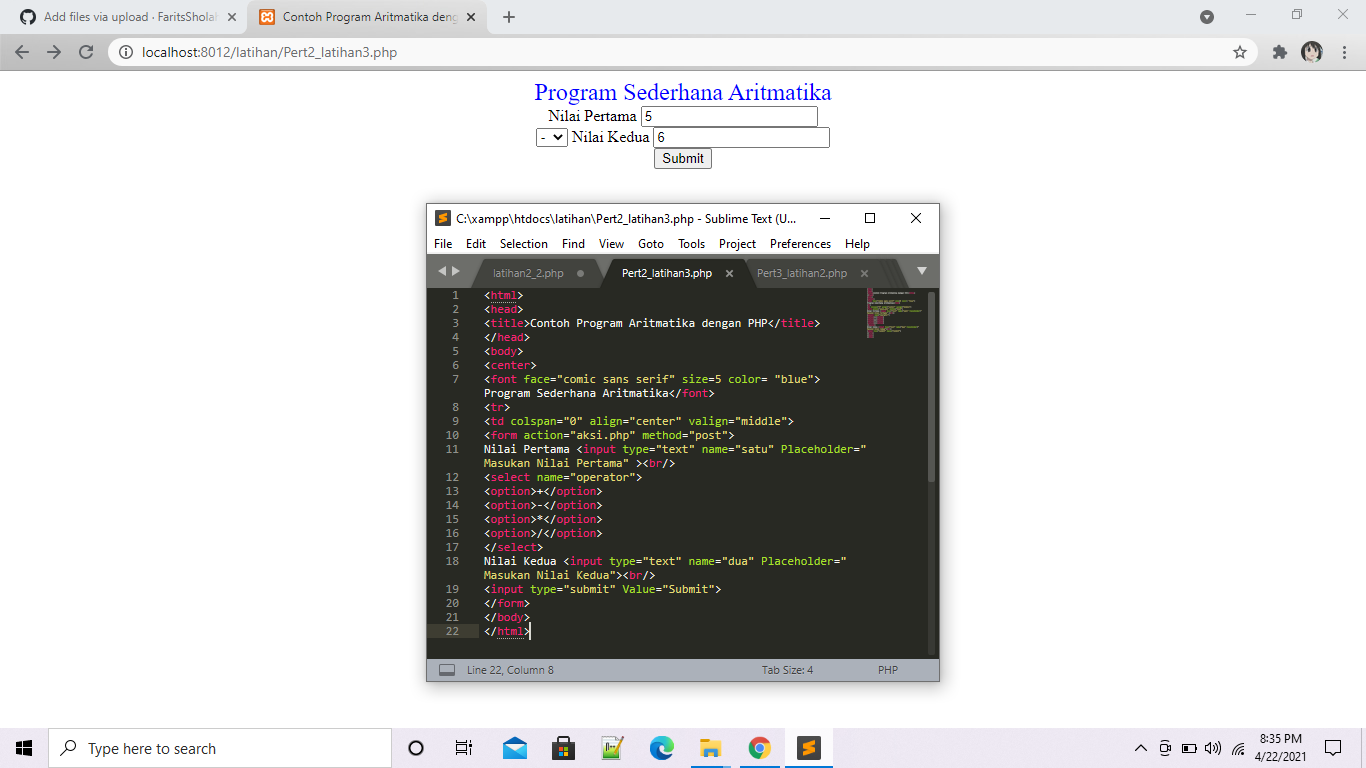 Add files via upload · FaritsShola
Contoh Program Aritmatika deng
localhost:8012/latihan/Pert2_latihan3.php
Program Sederhana Aritmatika
Nilai Pertama 5
- Nilai Kedua 6
Submit
C:\xampp\htdocs\latihan\Pert2_latihan3.php - Sublime Text (U...
File Edit Selection Find View Goto Tools Project Preferences Help
latihan2_2.php Pert2_latihan3.php Pert3_latihan2.php
1 <html>
2 <head>
3 <title>Contoh Program Aritmatika dengan PHP</title>
4 </head>
5 <body>
6 <center>
7 <font face="comic sans serif" size=5 color= "blue">
Program Sederhana Aritmatika</font>
8 <tr>
9 <td colspan="0" align="center" valign="middle">
10 <form action="aksi.php" method="post">
11 Nilai Pertama <input type="text" name="satu" Placeholder="
Masukan Nilai Pertama" ><br/>
12 <select name="operator">
13 <option>+</option>
14 <option>-</option>
15 <option>*</option>
16 <option>/</option>
17 </select>
18 Nilai Kedua <input type="text" name="dua" Placeholder="
Masukan Nilai Kedua"><br/>
19 <input type="submit" Value="Submit">
20 </form>
21 </body>
22 </html>
Line 22, Column 8 Tab Size: 4 PHP
Type here to search
8:35 PM
4/22/2021